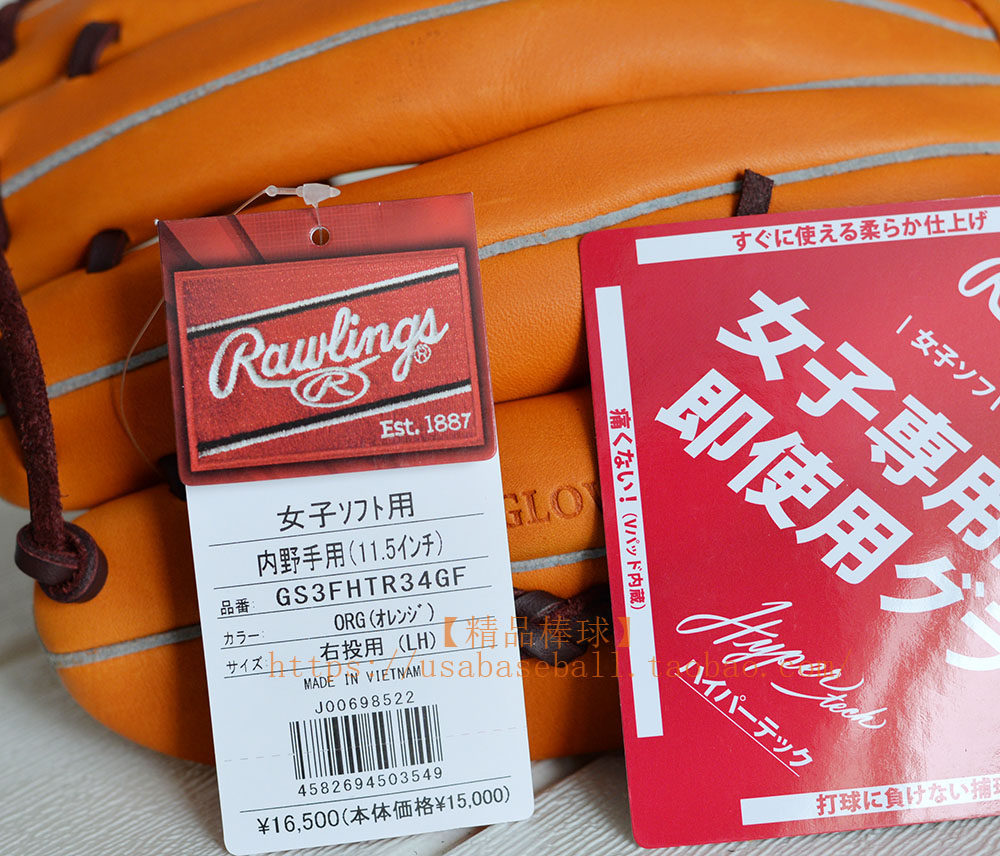 Rawlings
R
Est. 1887
女子ソフト用
内野手用(11.5インチ)
品番: GS3FHTR34GF
カラー: ORG(オレンジ)
サイズ: 右投用 (LH)
MADE IN VIETNAM
J00698522
4582694503549
¥16,500(本体価格¥15,000)
GLOV
すぐに使える柔らか仕上げ
女子ソフト
女子専用
即使用グラ
痛くない!(Vパッド内蔵)
Hyper tech
ハイパーテック
打球に負けない捕球
【精品棒球】
https://usabaseball.taobao.com/